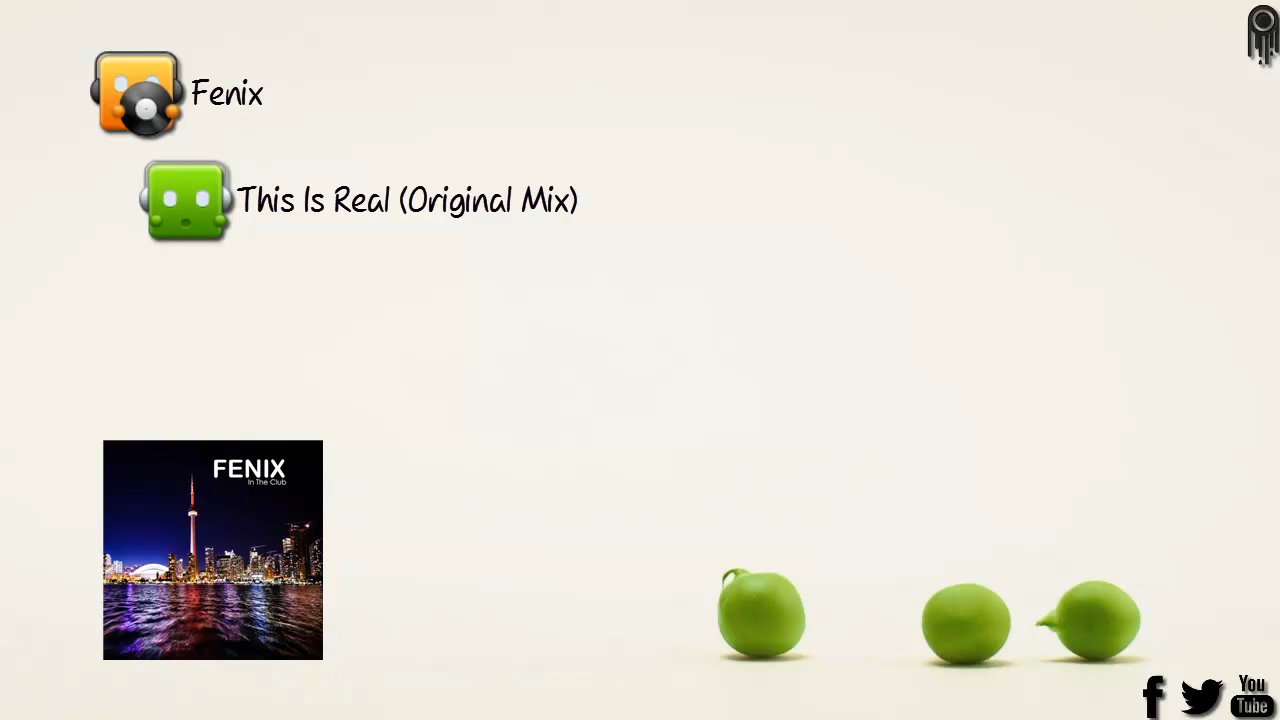 Fenix
This Is Real (Original Mix)
FENIX
In The Club
You
Tube